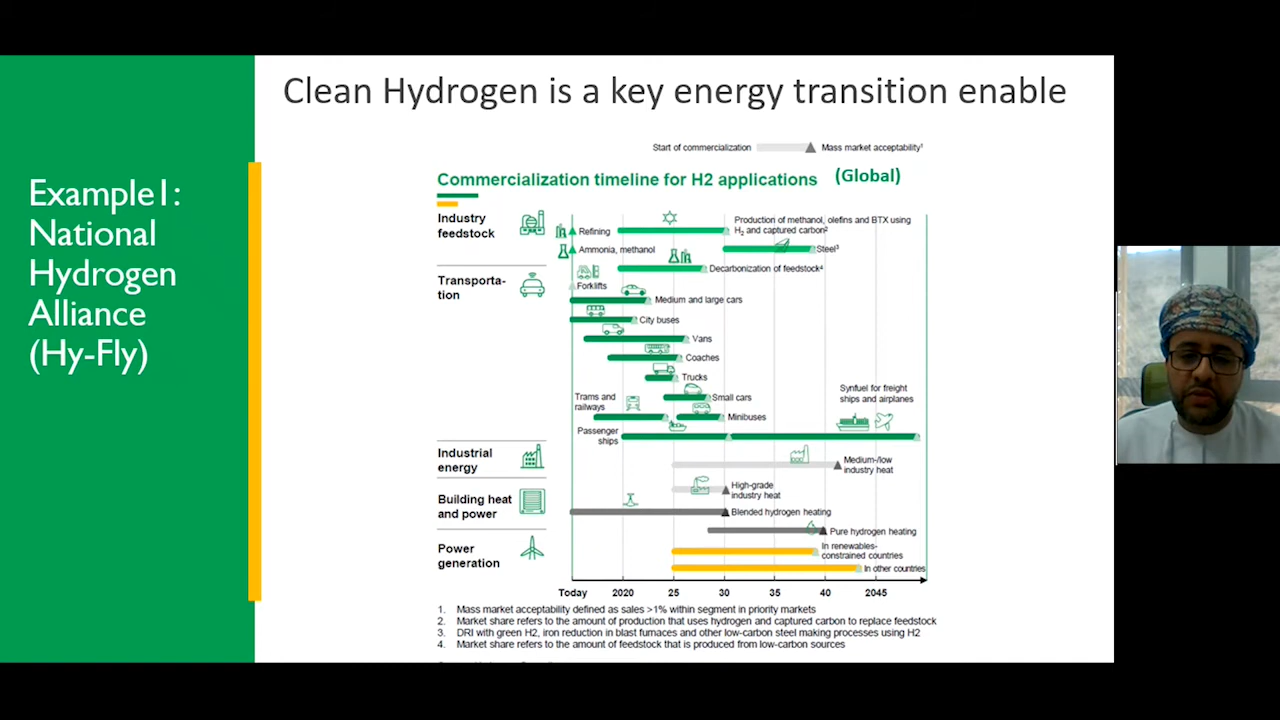 Clean Hydrogen is a key energy transition enable
Example1:
National
Hydrogen
Alliance
(Hy-Fly)
Start of commercialization
Mass market acceptability¹
Commercialization timeline for H2 applications
(Global)
Industry
feedstock
Refining
Production of methanol, olefins and BTX using
H₂ and captured carbon²
Ammonia, methanol
Steel³
Decarbonization of feedstock⁴
Transporta-
tion
Forklifts
Medium and large cars
City buses
Vans
Coaches
Trucks
Small cars
Trams and
railways
Minibuses
Synfuel for freight
ships and airplanes
Passenger
ships
Industrial
energy
Medium-/low
industry heat
High-grade
industry heat
Building heat
and power
Blended hydrogen heating
Pure hydrogen heating
Power
generation
In renewables-
constrained countries
In other countries
Today 2020 25 30 35 40 2045
1. Mass market acceptability defined as sales >1% within segment in priority markets
2. Market share refers to the amount of production that uses hydrogen and captured carbon to replace feedstock
3. DRI with green H2, iron reduction in blast furnaces and other low-carbon steel making processes using H2
4. Market share refers to the amount of feedstock that is produced from low-carbon sources